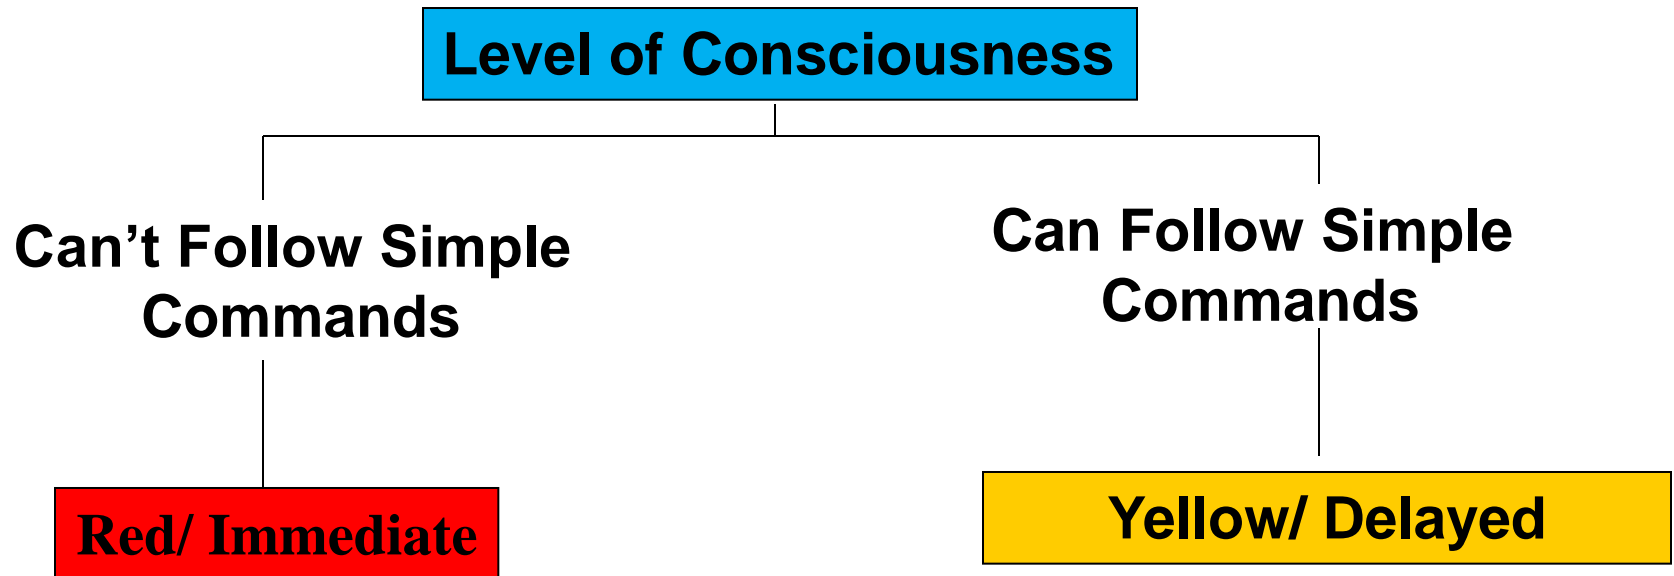 Level of Consciousness
Can’t Follow Simple
Commands
Can Follow Simple
Commands
Red/ Immediate
Yellow/ Delayed